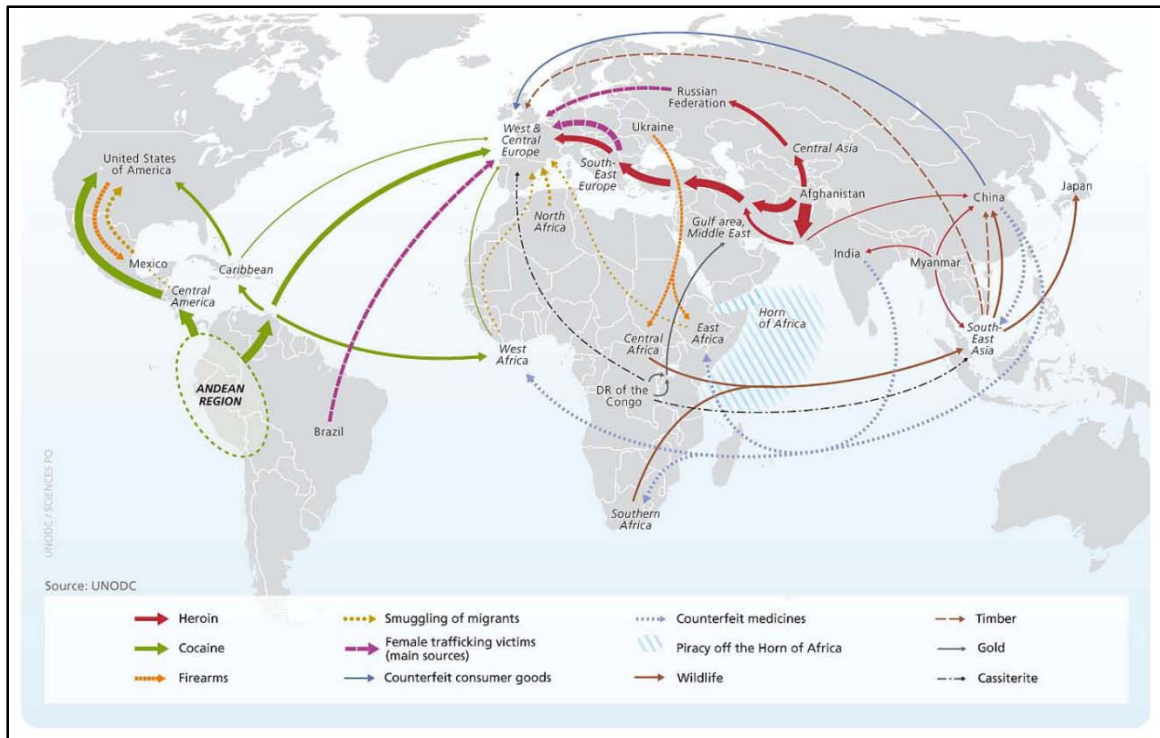 Russian
Federation
West &
Central
Europe
Ukraine
United States
of America
South-
East
Europe
Central Asia
Afghanistan
China
Japan
North
Africa
Gulf area,
Middle East
India
Myanmar
Mexico
Caribbean
Central
America
Horn
of Africa
South-
East
Asia
West Africa
Central
Africa
East
Africa
ANDEAN
REGION
DR of the
Congo
Brazil
Southern
Africa
UNODC / SCIENCES PO
Source: UNODC
Heroin
Cocaine
Firearms
Smuggling of migrants
Female trafficking victims
(main sources)
Counterfeit consumer goods
Counterfeit medicines
Piracy off the Horn of Africa
Wildlife
Timber
Gold
Cassiterite